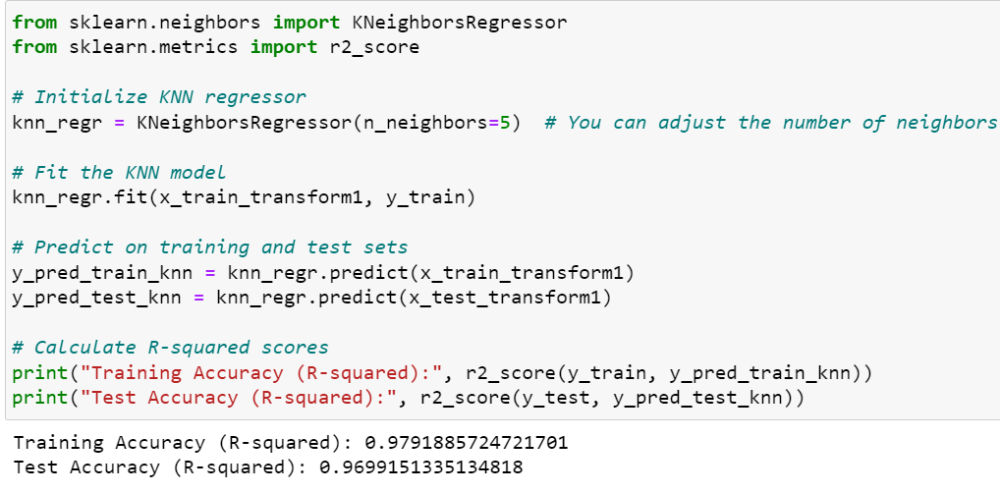 from sklearn.neighbors import KNeighborsRegressor
from sklearn.metrics import r2_score
# Initialize KNN regressor
knn_regr = KNeighborsRegressor(n_neighbors=5)  # You can adjust the number of neighbors
# Fit the KNN model
knn_regr.fit(x_train_transform1, y_train)
# Predict on training and test sets
y_pred_train_knn = knn_regr.predict(x_train_transform1)
y_pred_test_knn = knn_regr.predict(x_test_transform1)
# Calculate R-squared scores
print("Training Accuracy (R-squared):", r2_score(y_train, y_pred_train_knn))
print("Test Accuracy (R-squared):", r2_score(y_test, y_pred_test_knn))
Training Accuracy (R-squared): 0.9791885724721701
Test Accuracy (R-squared): 0.9699151335134818